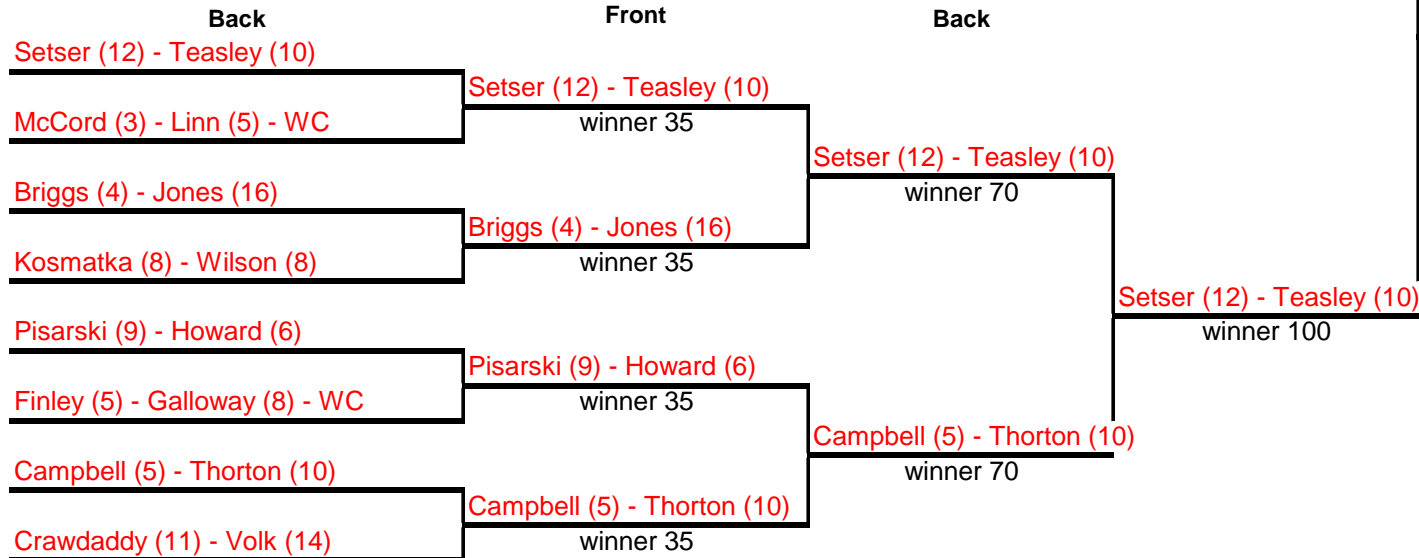 Back
Front
Back
Setser (12) - Teasley (10)
Setser (12) - Teasley (10)
winner 35
McCord (3) - Linn (5) - WC
Setser (12) - Teasley (10)
winner 70
Briggs (4) - Jones (16)
Briggs (4) - Jones (16)
winner 35
Kosmatka (8) - Wilson (8)
Setser (12) - Teasley (10)
winner 100
Pisarski (9) - Howard (6)
Pisarski (9) - Howard (6)
winner 35
Finley (5) - Galloway (8) - WC
Campbell (5) - Thorton (10)
winner 70
Campbell (5) - Thorton (10)
Campbell (5) - Thorton (10)
winner 35
Crawdaddy (11) - Volk (14)